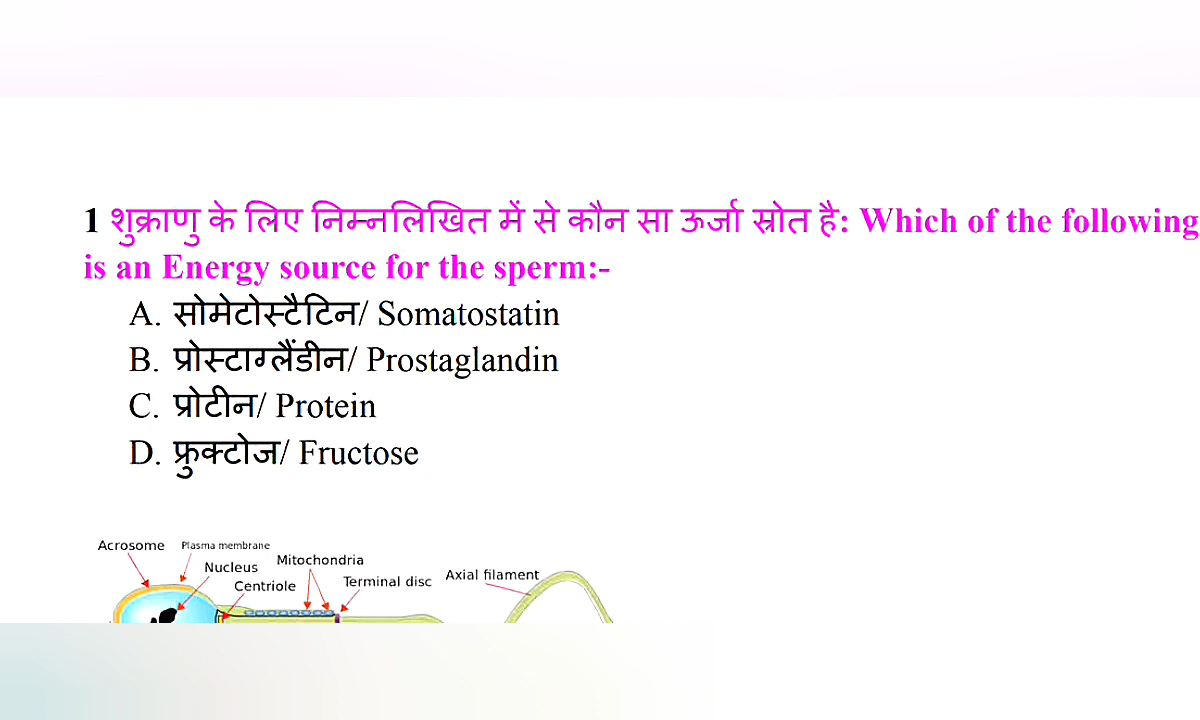 1 शुक्राणु के लिए निम्नलिखित में से कौन सा ऊर्जा स्रोत है: Which of the following
is an Energy source for the sperm:-
A. सोमेटोस्टैटिन/ Somatostatin
B. प्रोस्टाग्लैंडीन/ Prostaglandin
C. प्रोटीन/ Protein
D. फ्रुक्टोज/ Fructose
Acrosome
Plasma membrane
Nucleus
Mitochondria
Centriole
Terminal disc
Axial filament